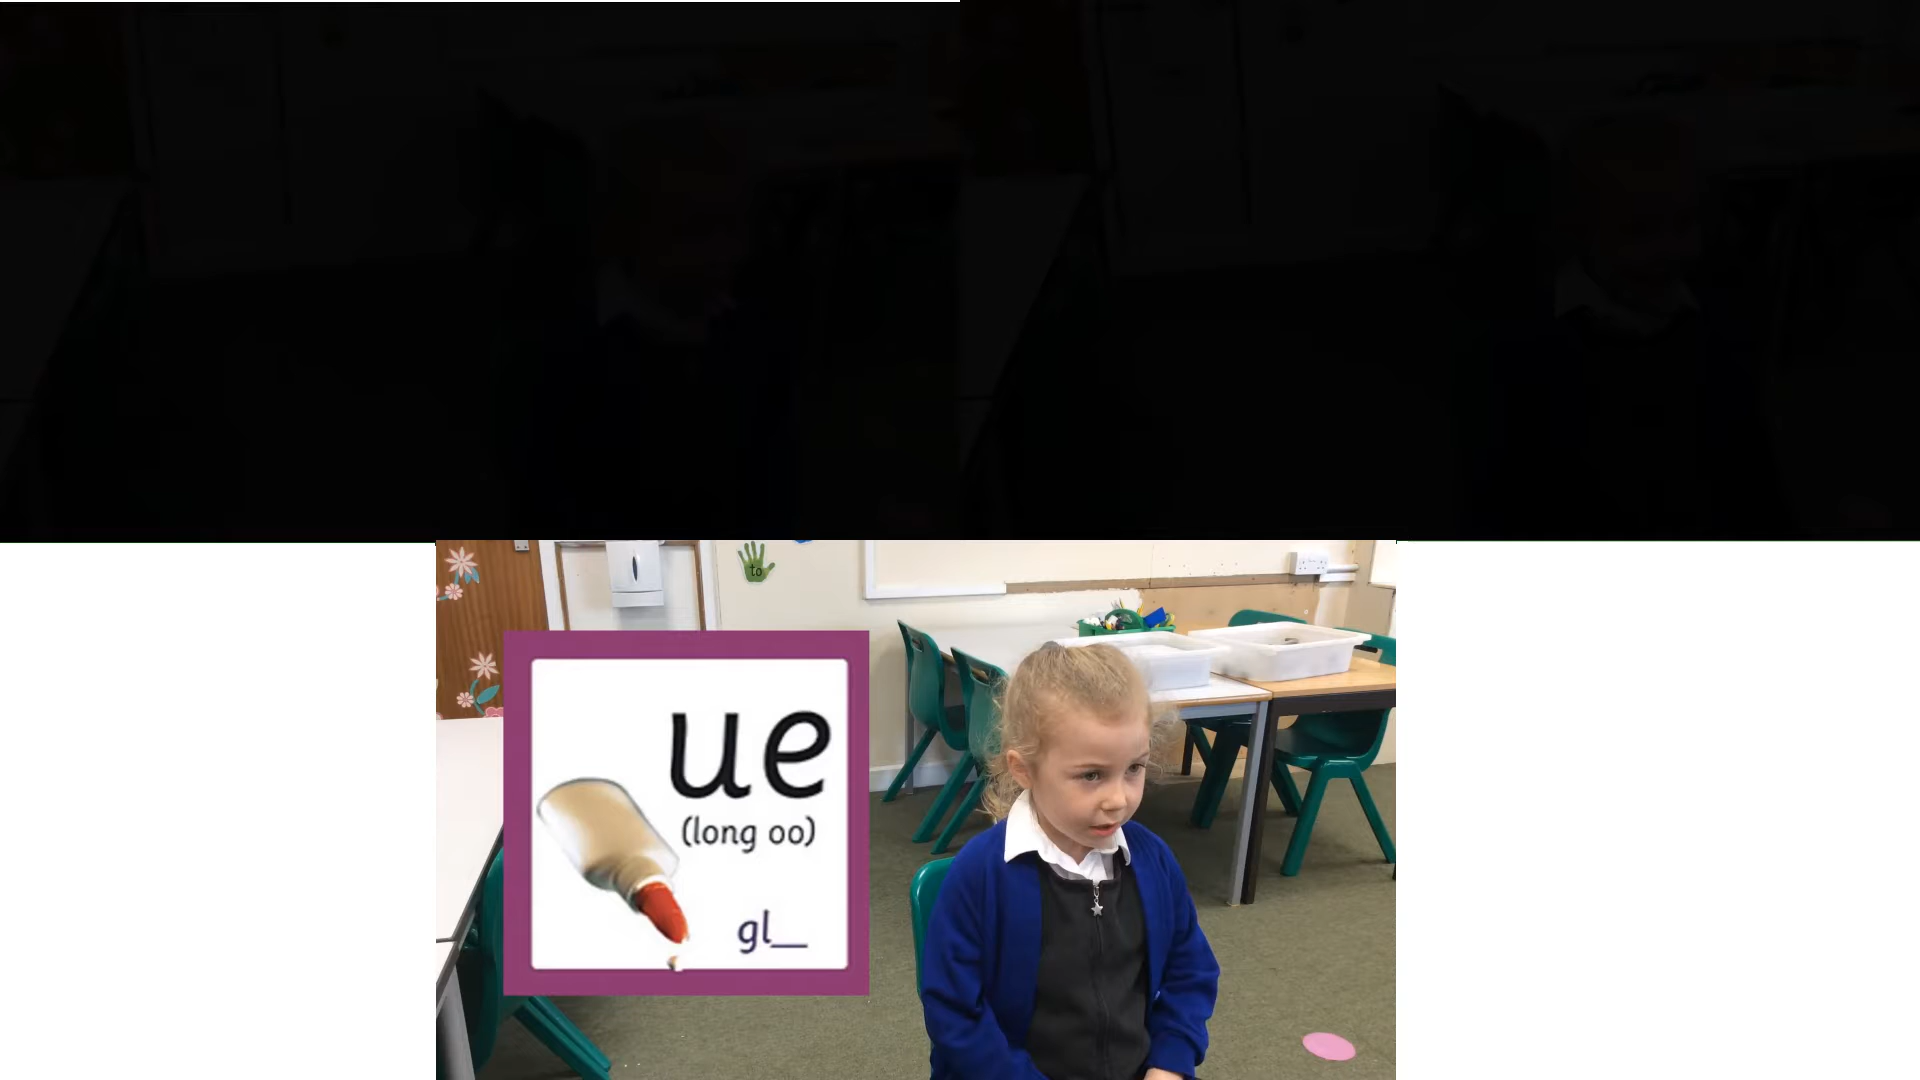 to
ue
(long oo)
gl__